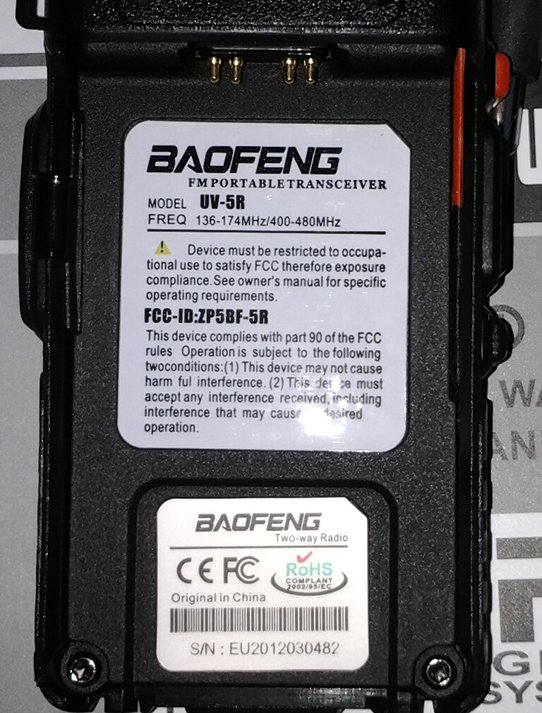 BAOFENG
FM PORTABLE TRANSCEIVER
MODEL UV-5R
FREQ 136-174MHz/400-480MHz
Device must be restricted to occupa-
tional use to satisfy FCC therefore exposure
compliance. See owner's manual for specific
operating requirements.
FCC-ID:ZP5BF-5R
This device complies with part 90 of the FCC
rules Operation is subject to the following
twoconditions:(1) This device may not cause
harm ful interference. (2) This device must
accept any interference received, including
interference that may cause desired
operation.
BAOFENG
Two-way Radio
CE FC
RoHS
COMPLIANT
2002/95/EC
Original in China
S/N : EU2012030482
WA
AN
G
SYS